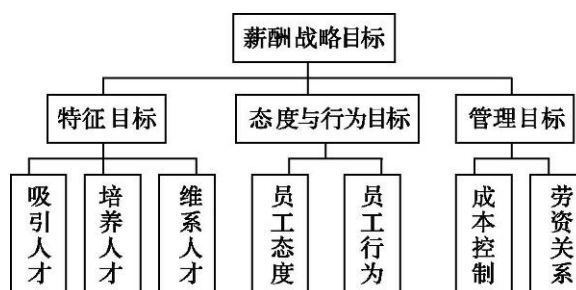 薪酬战略目标
特征目标
态度与行为目标
管理目标
吸引人才
培养人才
维系人才
员工态度
员工行为
成本控制
劳资关系